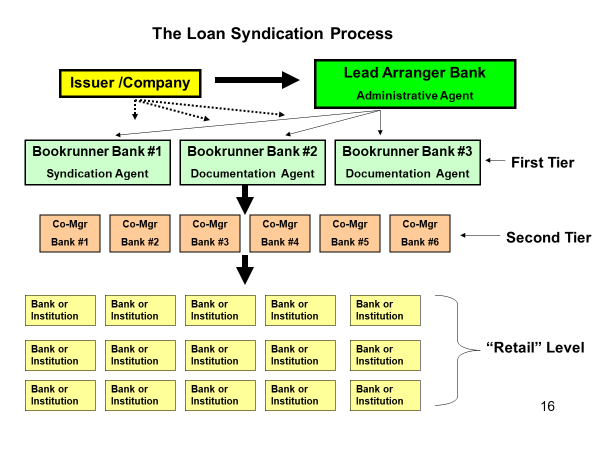 The Loan Syndication Process
Issuer /Company
Lead Arranger Bank
Administrative Agent
Bookrunner Bank #1
Syndication Agent
Bookrunner Bank #2
Documentation Agent
Bookrunner Bank #3
Documentation Agent
First Tier
Co-Mgr
Bank #1
Co-Mgr
Bank #2
Co-Mgr
Bank #3
Co-Mgr
Bank #4
Co-Mgr
Bank #5
Co-Mgr
Bank #6
Second Tier
Bank or
Institution
Bank or
Institution
Bank or
Institution
Bank or
Institution
Bank or
Institution
Bank or
Institution
Bank or
Institution
Bank or
Institution
Bank or
Institution
Bank or
Institution
“Retail” Level
Bank or
Institution
Bank or
Institution
Bank or
Institution
Bank or
Institution
Bank or
Institution
16